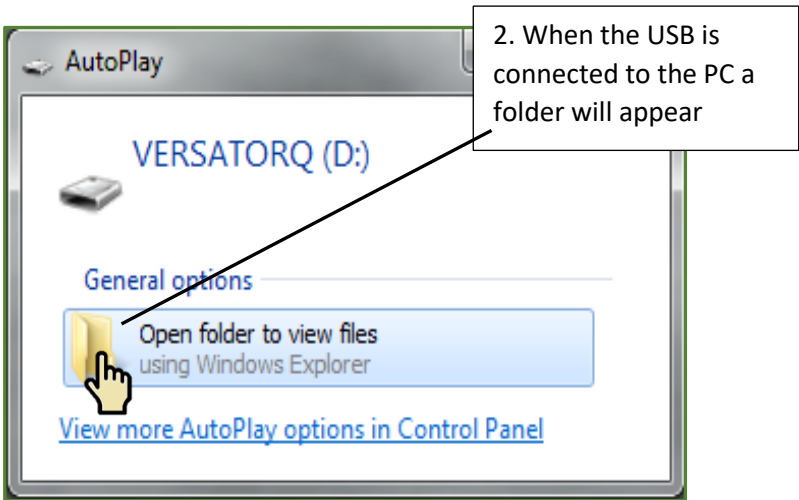 AutoPlay
2. When the USB is
connected to the PC a
folder will appear
VERSATORQ (D:)
General options
Open folder to view files
using Windows Explorer
View more AutoPlay options in Control Panel